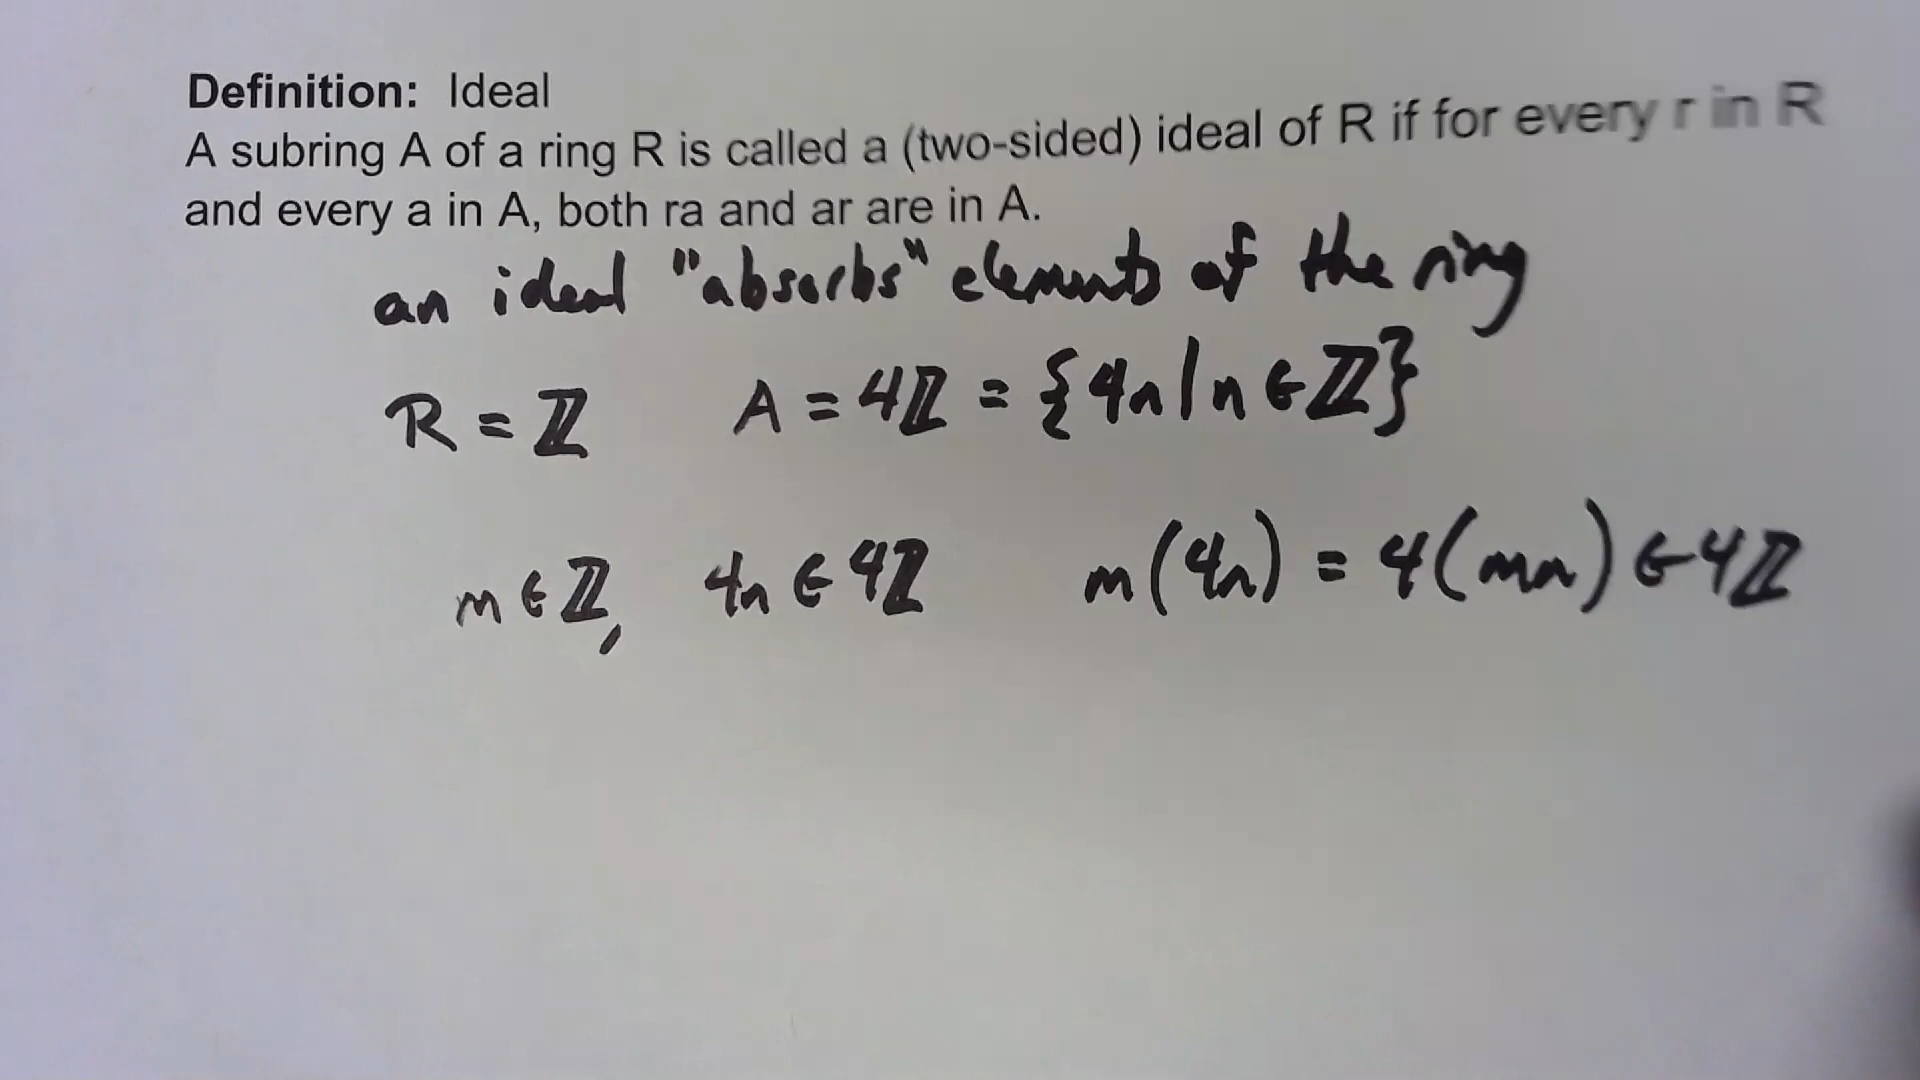 Definition: Ideal
A subring A of a ring R is called a (two-sided) ideal of R if for every r in R
and every a in A, both ra and ar are in A.
an ideal "absorbs" elements of the ring
R = ℤ A = 4ℤ = {4n | n ∈ ℤ}
m ∈ ℤ, 4n ∈ 4ℤ m(4n) = 4(mn) ∈ 4ℤ